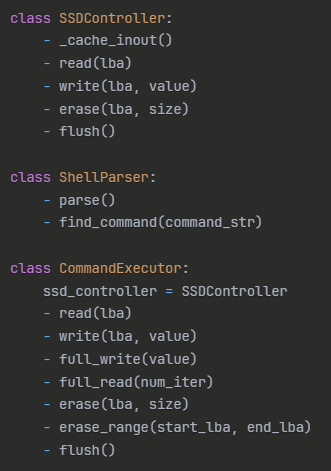 class SSDController:
    - _cache_inout()
    - read(lba)
    - write(lba, value)
    - erase(lba, size)
    - flush()

class ShellParser:
    - parse()
    - find_command(command_str)

class CommandExecutor:
    ssd_controller = SSDController
    - read(lba)
    - write(lba, value)
    - full_write(value)
    - full_read(num_iter)
    - erase(lba, size)
    - erase_range(start_lba, end_lba)
    - flush()